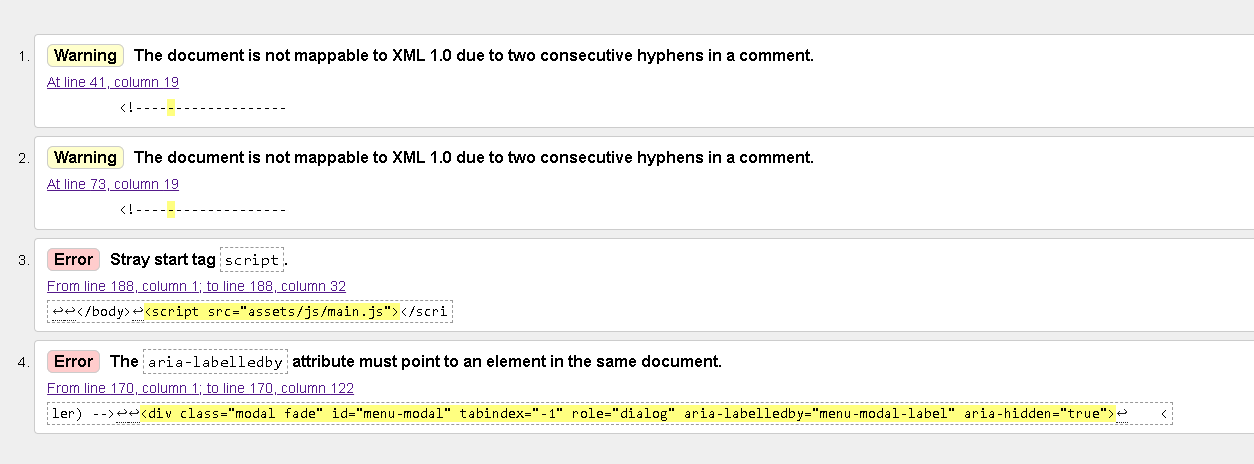 1. Warning The document is not mappable to XML 1.0 due to two consecutive hyphens in a comment.
At line 41, column 19
<!-------------------
2. Warning The document is not mappable to XML 1.0 due to two consecutive hyphens in a comment.
At line 73, column 19
<!-------------------
3. Error Stray start tag script.
From line 188, column 1; to line 188, column 32
↩↩</body>↩<script src="assets/js/main.js"></scri
4. Error The aria-labelledby attribute must point to an element in the same document.
From line 170, column 1; to line 170, column 122
ler) -->↩↩<div class="modal fade" id="menu-modal" tabindex="-1" role="dialog" aria-labelledby="menu-modal-label" aria-hidden="true">↩    <